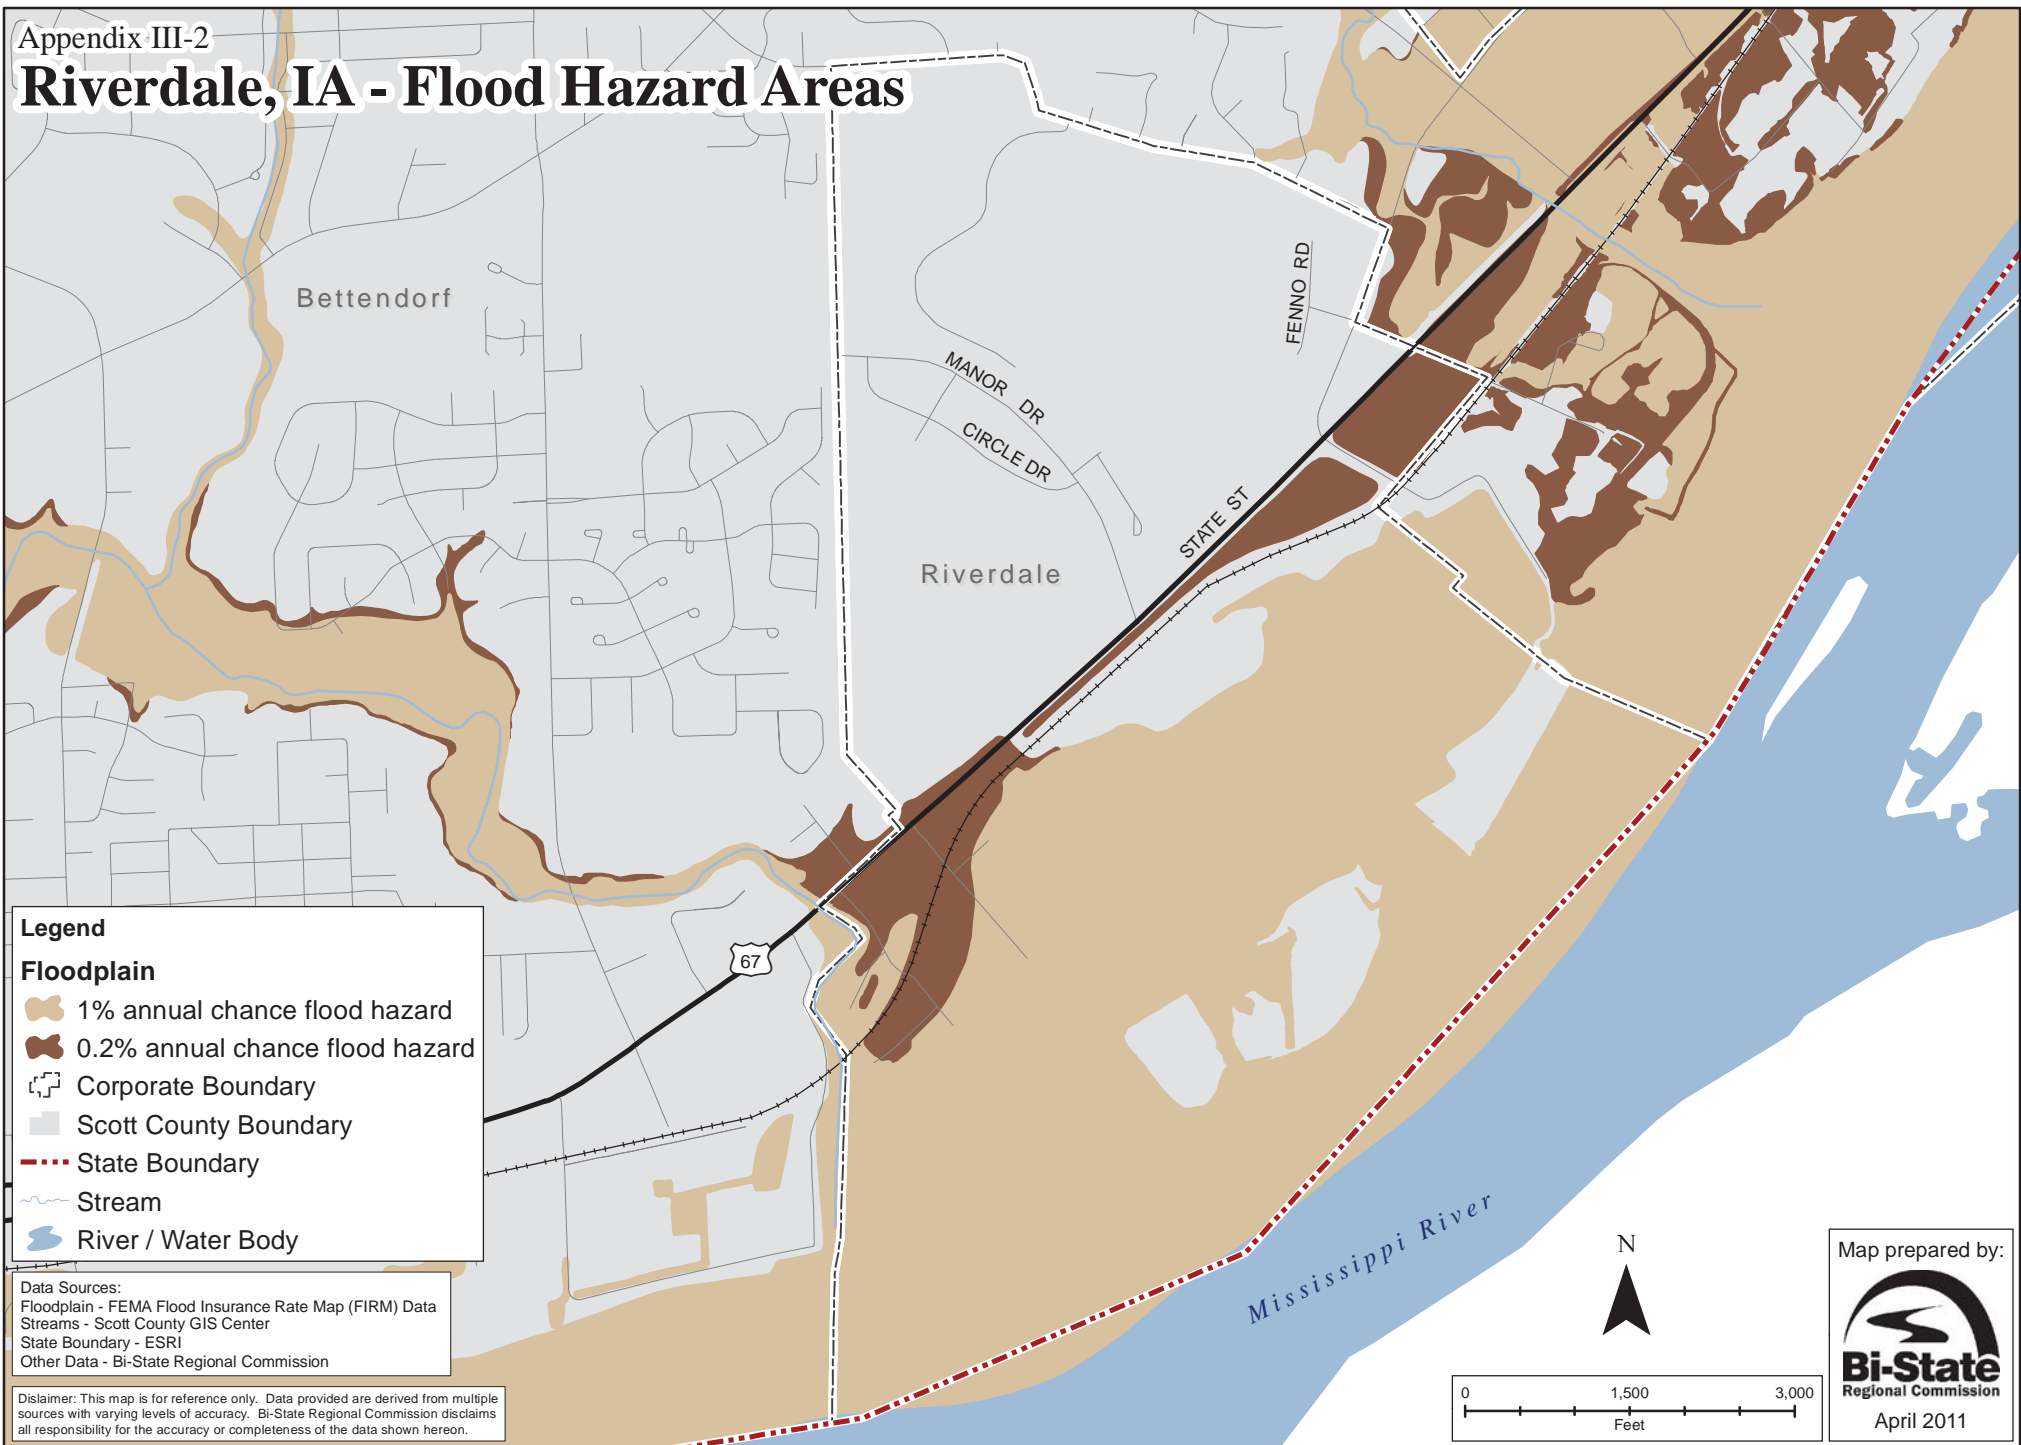 Appendix III-2
Riverdale, IA - Flood Hazard Areas
Bettendorf
FENNO RD
MANOR DR
CIRCLE DR
STATE ST
Riverdale
67
Mississippi River
Legend
Floodplain
1% annual chance flood hazard
0.2% annual chance flood hazard
Corporate Boundary
Scott County Boundary
State Boundary
Stream
River / Water Body
Data Sources:
Floodplain - FEMA Flood Insurance Rate Map (FIRM) Data
Streams - Scott County GIS Center
State Boundary - ESRI
Other Data - Bi-State Regional Commission
Dislaimer: This map is for reference only. Data provided are derived from multiple
sources with varying levels of accuracy. Bi-State Regional Commission disclaims
all responsibility for the accuracy or completeness of the data shown hereon.
N
0 1,500 3,000
Feet
Map prepared by:
Bi-State
Regional Commission
April 2011